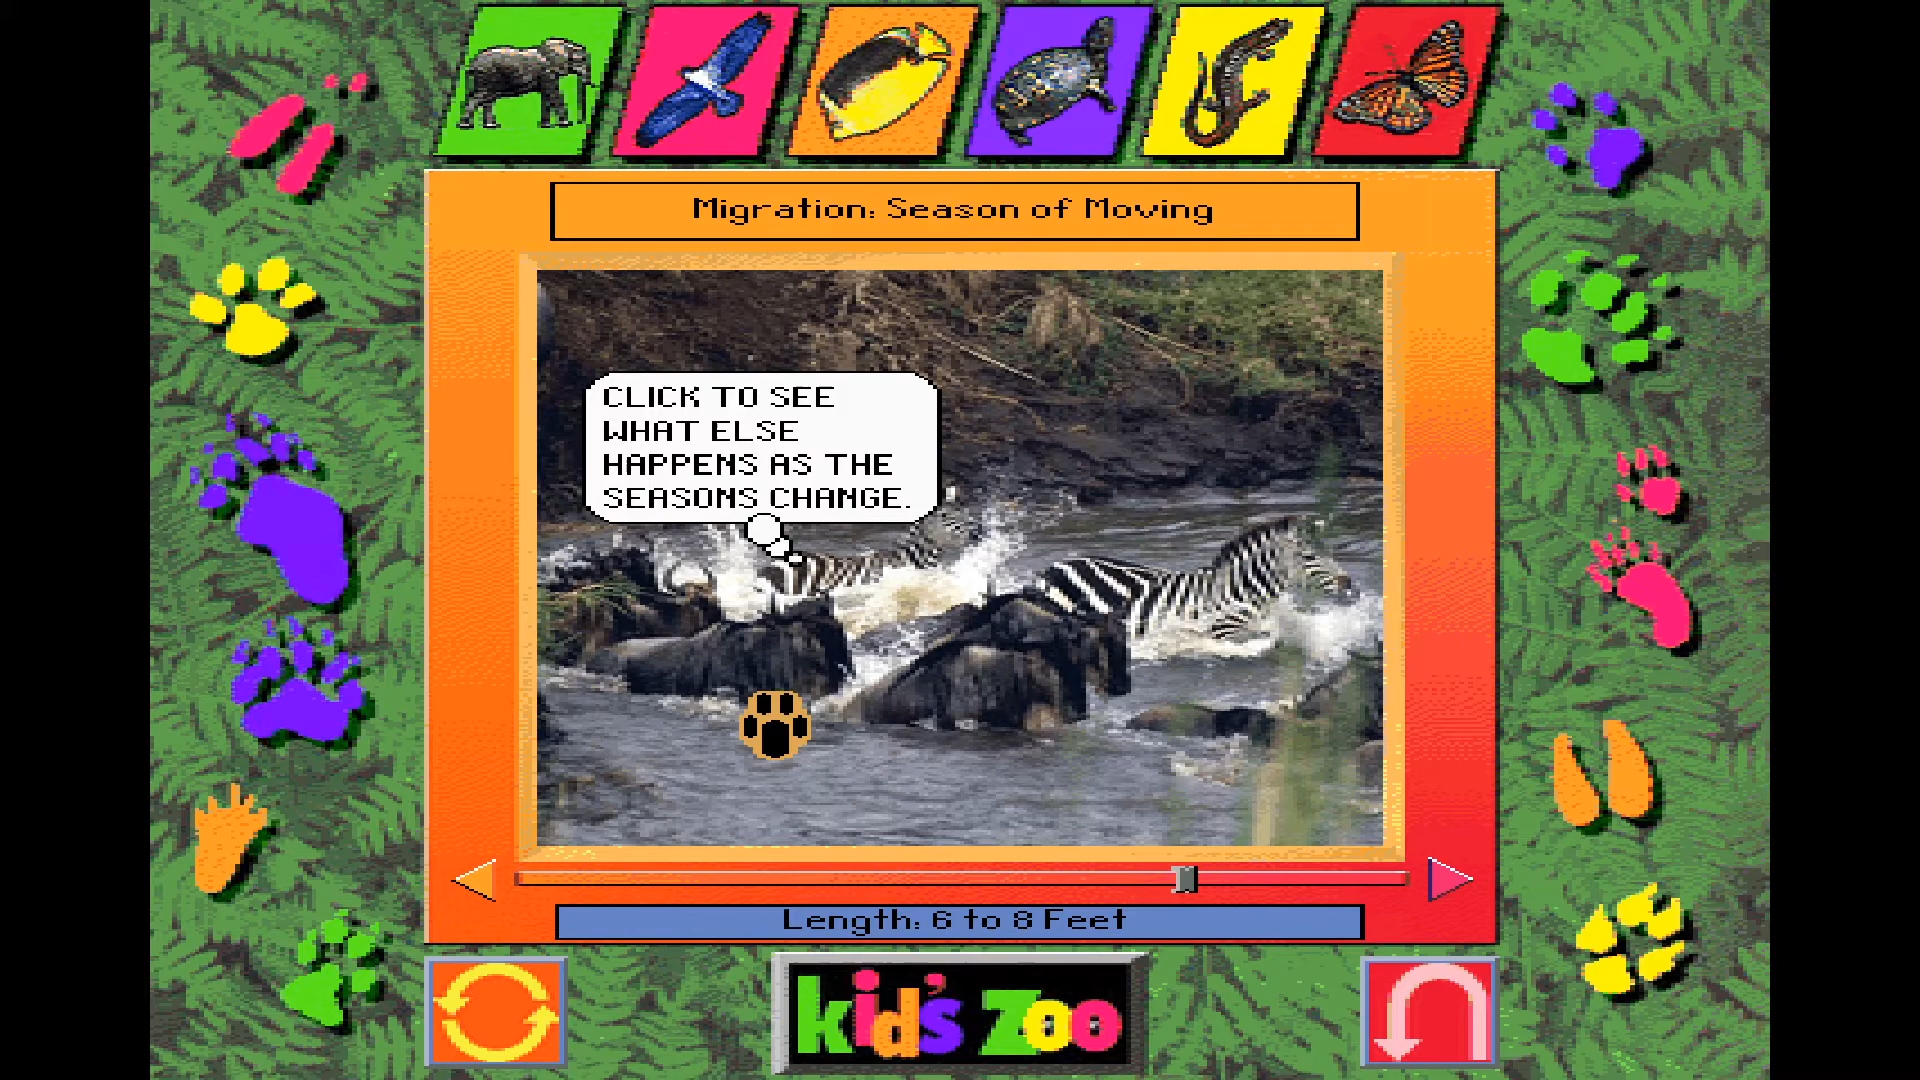 Migration: Season of Moving
CLICK TO SEE
WHAT ELSE
HAPPENS AS THE
SEASONS CHANGE.
Length: 6 to 8 Feet
kid's Zoo